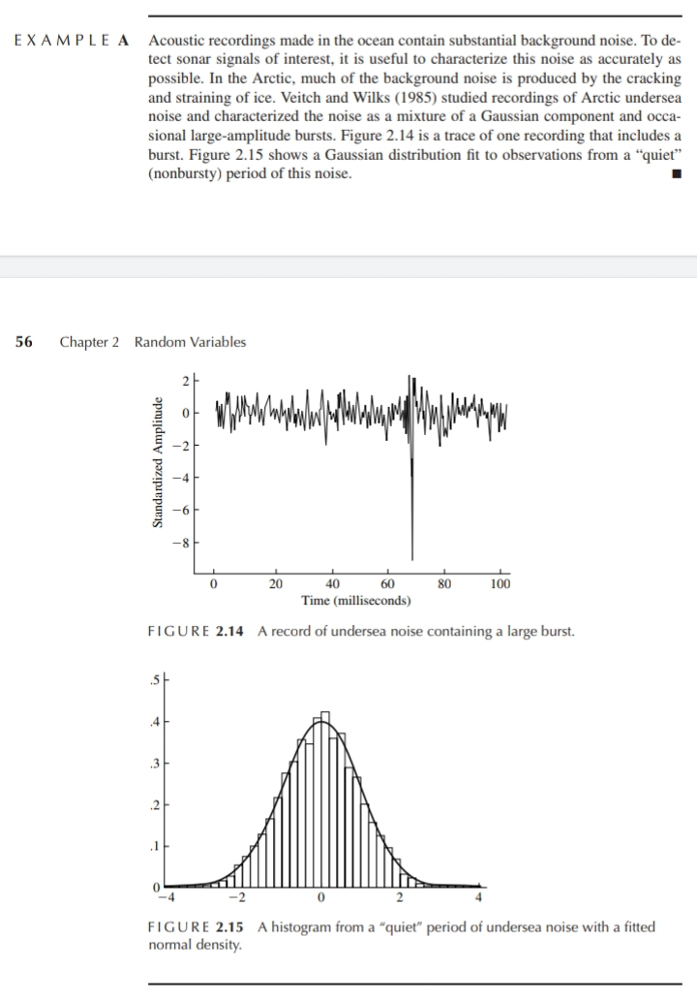 EXAMPLE A Acoustic recordings made in the ocean contain substantial background noise. To de-
tect sonar signals of interest, it is useful to characterize this noise as accurately as
possible. In the Arctic, much of the background noise is produced by the cracking
and straining of ice. Veitch and Wilks (1985) studied recordings of Arctic undersea
noise and characterized the noise as a mixture of a Gaussian component and occa-
sional large-amplitude bursts. Figure 2.14 is a trace of one recording that includes a
burst. Figure 2.15 shows a Gaussian distribution fit to observations from a “quiet”
(nonbursty) period of this noise.
56 Chapter 2 Random Variables
Standardized Amplitude
2
0
−2
−4
−6
−8
0 20 40 60 80 100
Time (milliseconds)
FIGURE 2.14 A record of undersea noise containing a large burst.
.5
.4
.3
.2
.1
0
−4 −2 0 2 4
FIGURE 2.15 A histogram from a “quiet” period of undersea noise with a fitted
normal density.